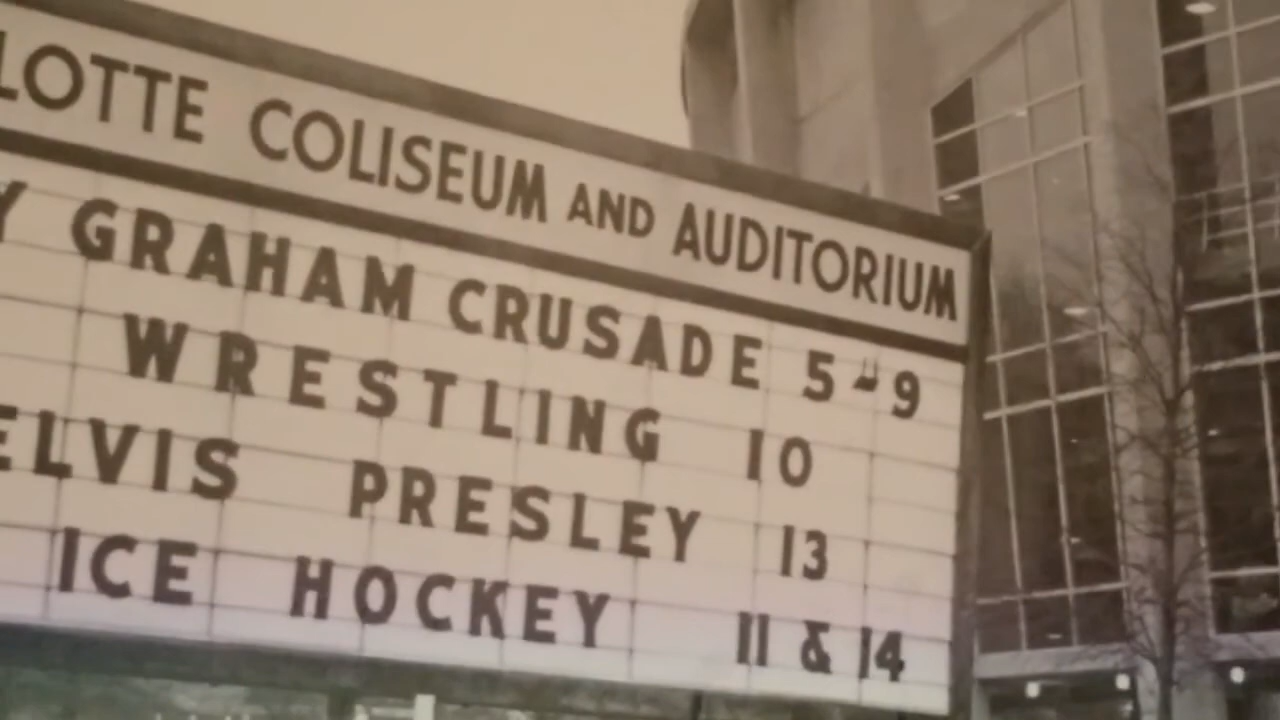 LOTTE COLISEUM AND AUDITORIUM
Y GRAHAM CRUSADE 5-9
WRESTLING 10
ELVIS PRESLEY 13
ICE HOCKEY 11 & 14